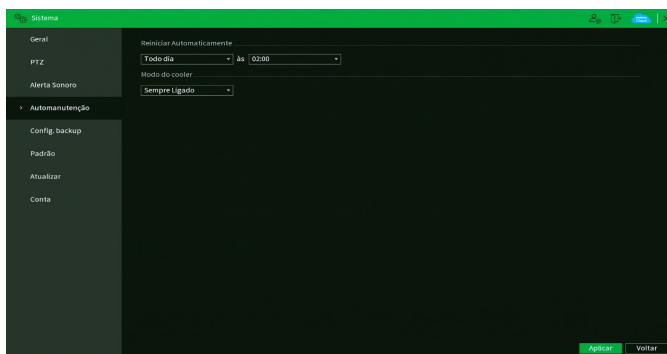 Sistema
Geral
PTZ
Alerta Sonoro
Automanutenção
Config. backup
Padrão
Atualizar
Conta
Reiniciar Automaticamente
Todo dia às 02:00
Modo do cooler
Sempre Ligado
Aplicar Voltar